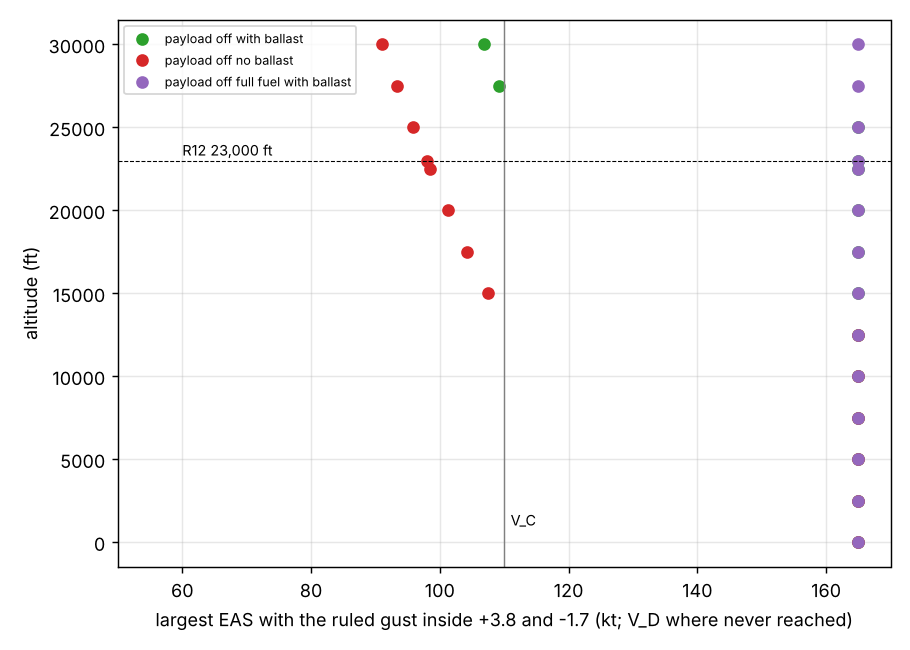 payload off with ballast
payload off no ballast
payload off full fuel with ballast
30000
25000
20000
15000
10000
5000
0
altitude (ft)
R12 23,000 ft
V_C
60
80
100
120
140
160
largest EAS with the ruled gust inside +3.8 and -1.7 (kt; V_D where never reached)